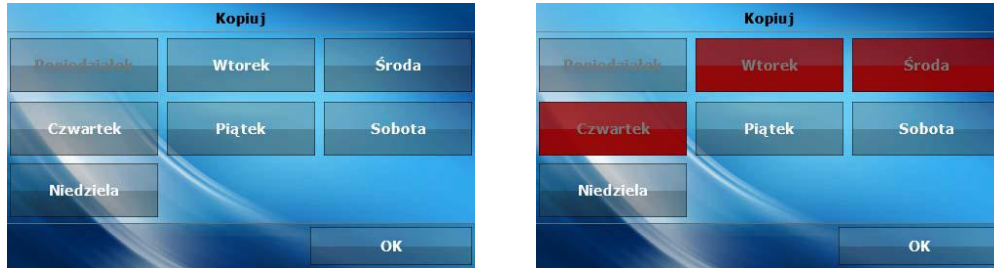 Kopiuj
Poniedziałek Wtorek Środa
Czwartek Piątek Sobota
Niedziela
OK
Kopiuj
Poniedziałek Wtorek Środa
Czwartek Piątek Sobota
Niedziela
OK